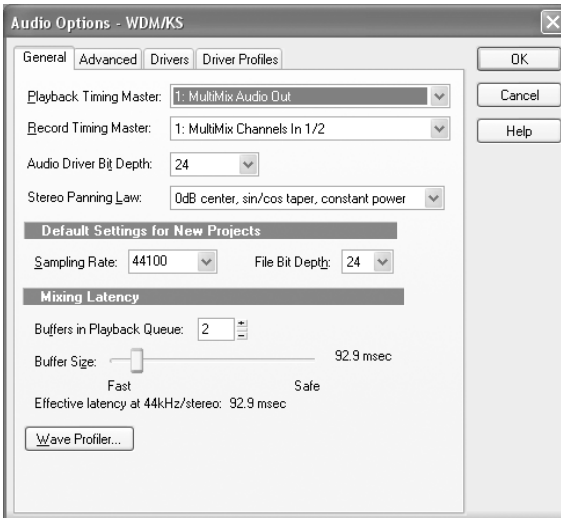 Audio Options - WDM/KS
General Advanced Drivers Driver Profiles
OK
Cancel
Help
Playback Timing Master: 1: MultiMix Audio Out
Record Timing Master: 1: MultiMix Channels In 1/2
Audio Driver Bit Depth: 24
Stereo Panning Law: 0dB center, sin/cos taper, constant power
Default Settings for New Projects
Sampling Rate: 44100 File Bit Depth: 24
Mixing Latency
Buffers in Playback Queue: 2
Buffer Size: 92.9 msec
Fast Safe
Effective latency at 44kHz/stereo: 92.9 msec
Wave Profiler...